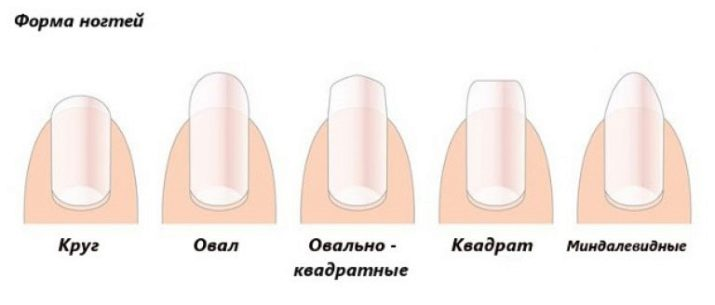 Форма ногтей
Круг
Овал
Овально -
квадратные
Квадрат
Миндалевидные